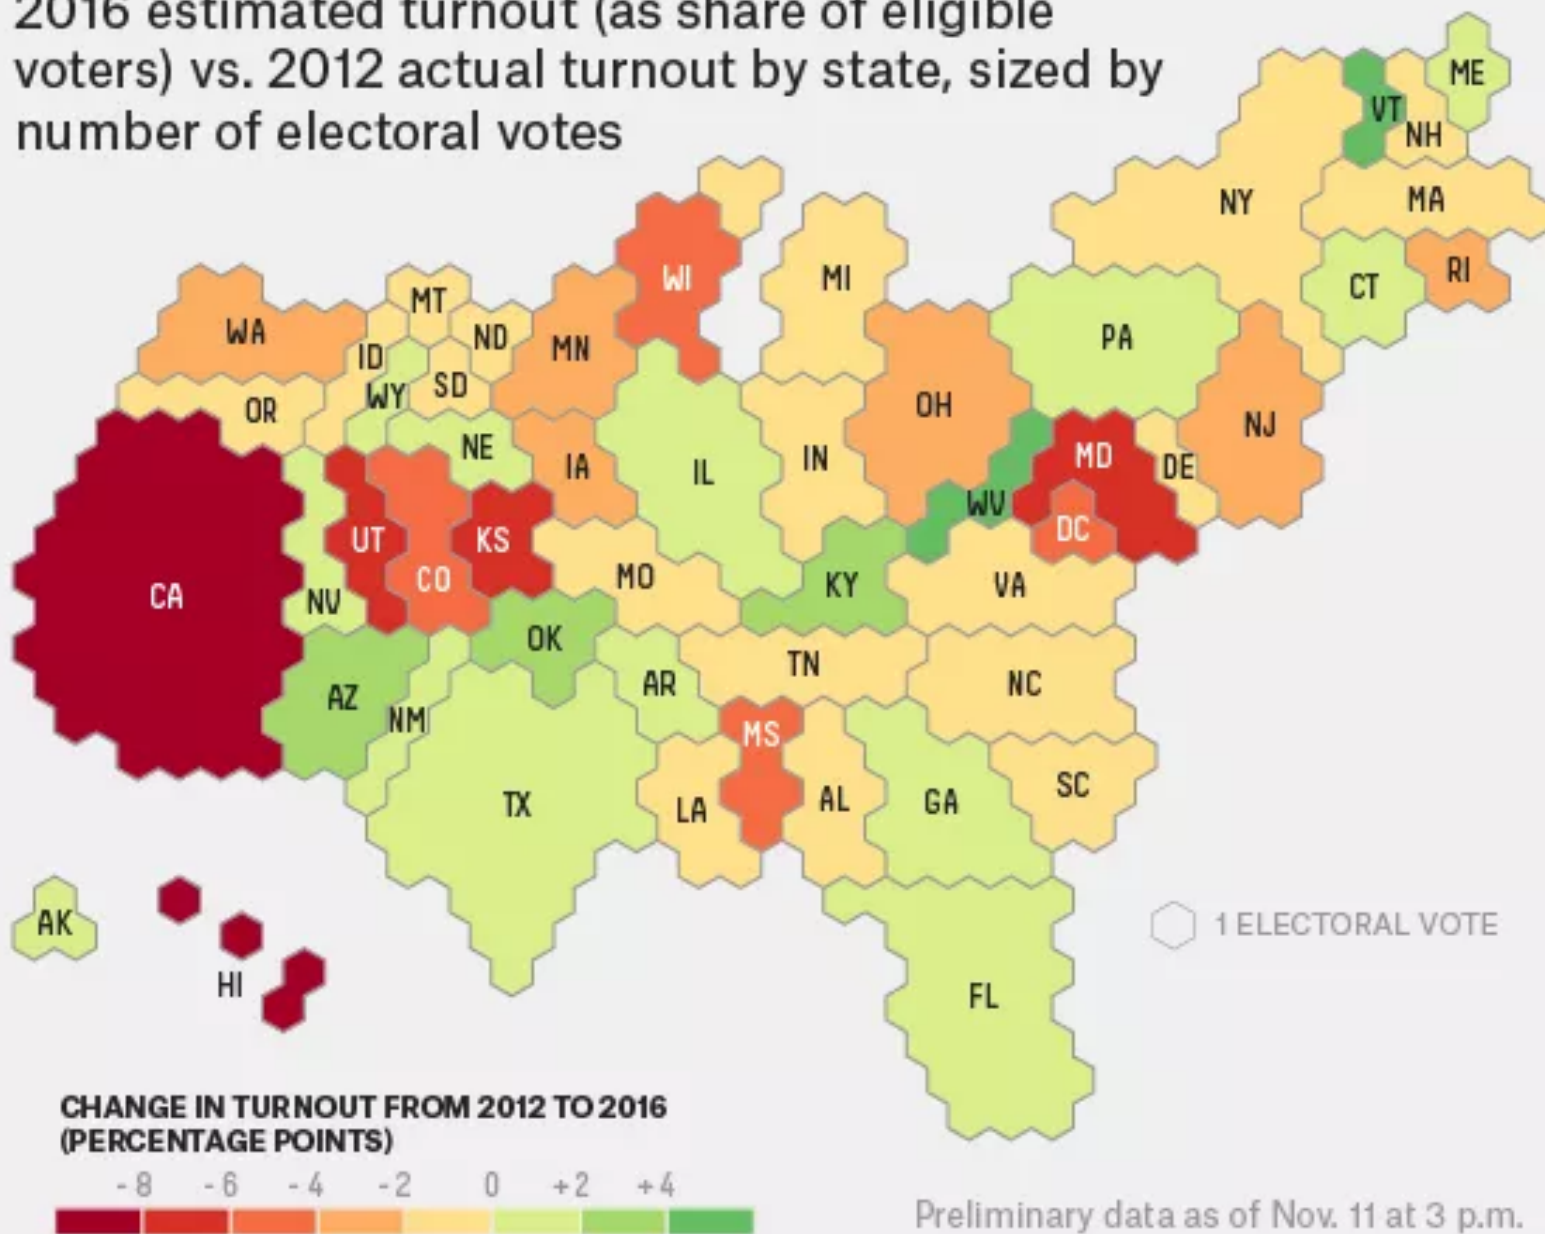 2016 estimated turnout (as share of eligible
voters) vs. 2012 actual turnout by state, sized by
number of electoral votes
ME
VT
NH
NY
MA
WI
MI
CT
RI
MT
WA
ND
MN
PA
ID
SD
WY
OR
OH
NJ
NE
IA
IL
IN
MD
DE
WV
UT
KS
DC
CO
CA
NV
MO
KY
VA
OK
TN
AR
NC
AZ
NM
MS
TX
LA
AL
GA
SC
AK
HI
1 ELECTORAL VOTE
FL
CHANGE IN TURNOUT FROM 2012 TO 2016
(PERCENTAGE POINTS)
-8 -6 -4 -2 0 +2 +4
Preliminary data as of Nov. 11 at 3 p.m.